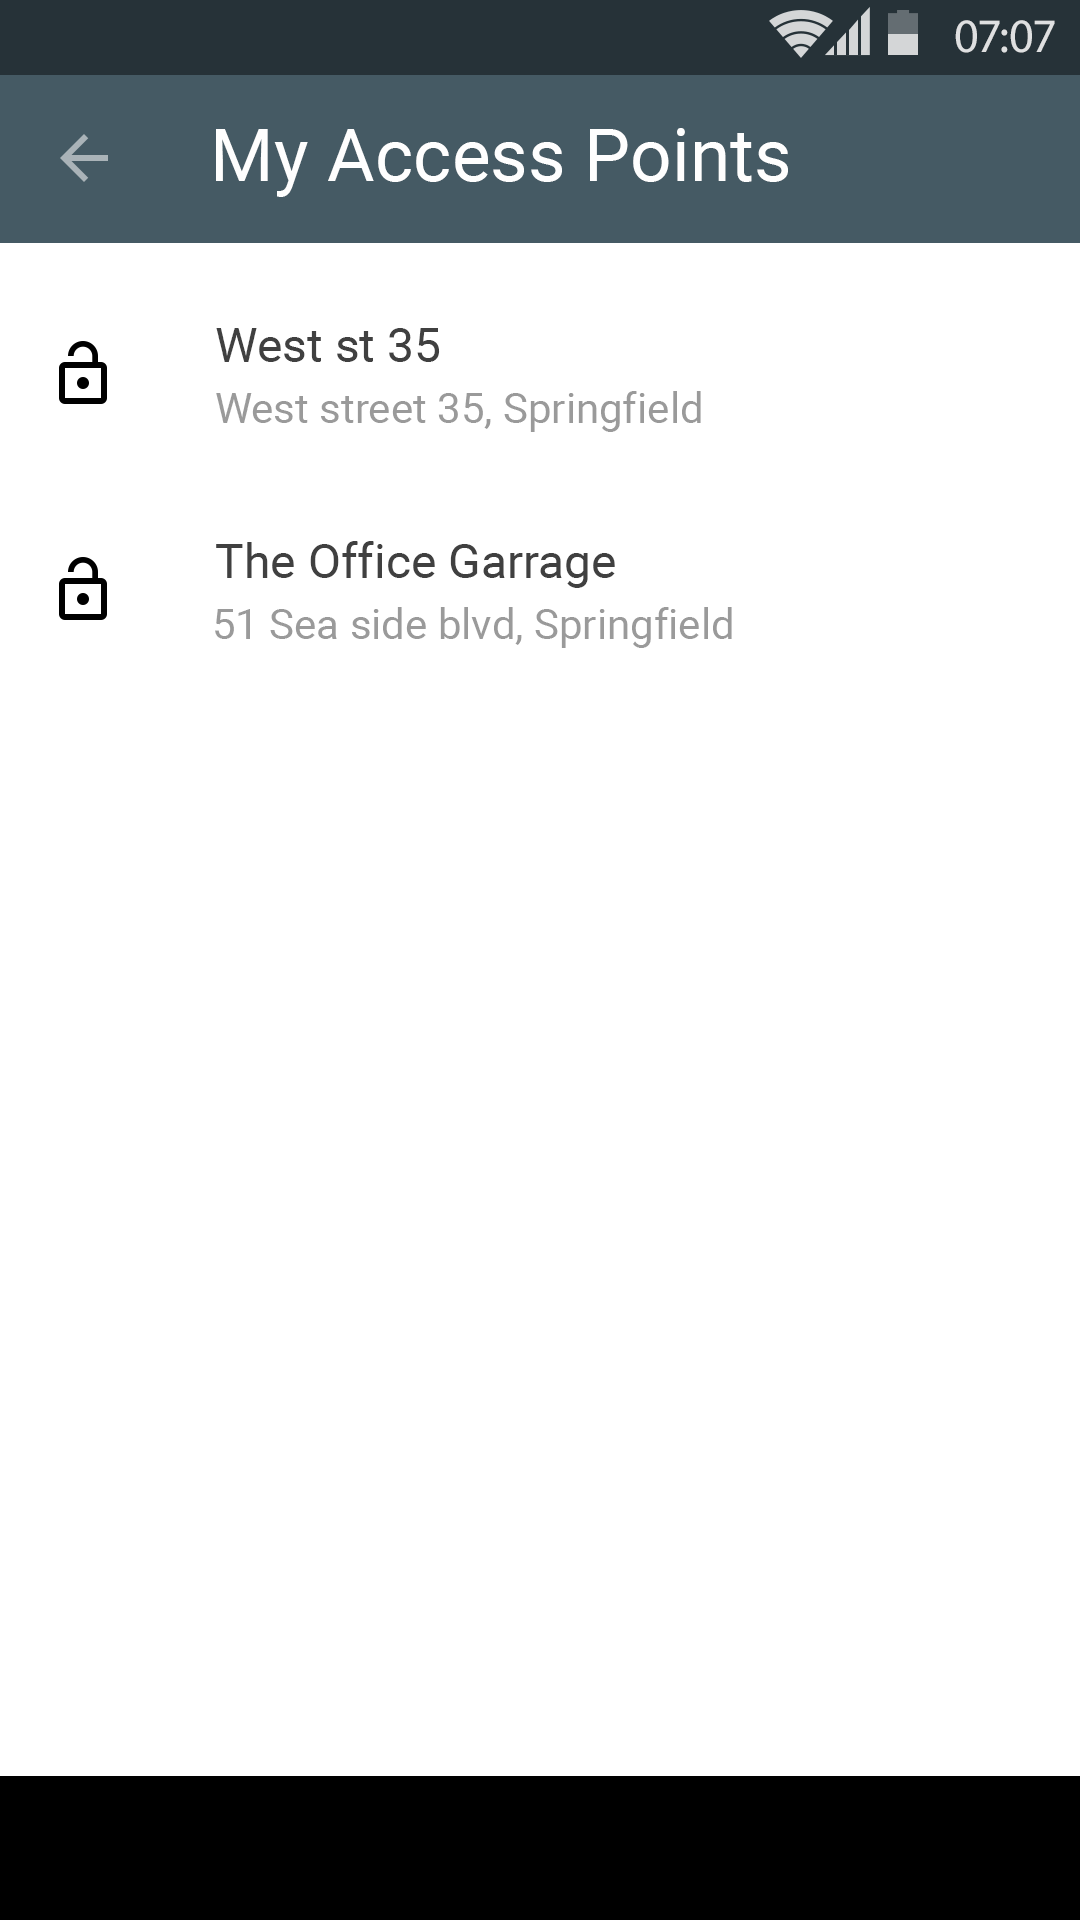 07:07
My Access Points
West st 35
West street 35, Springfield
The Office Garrage
51 Sea side blvd, Springfield